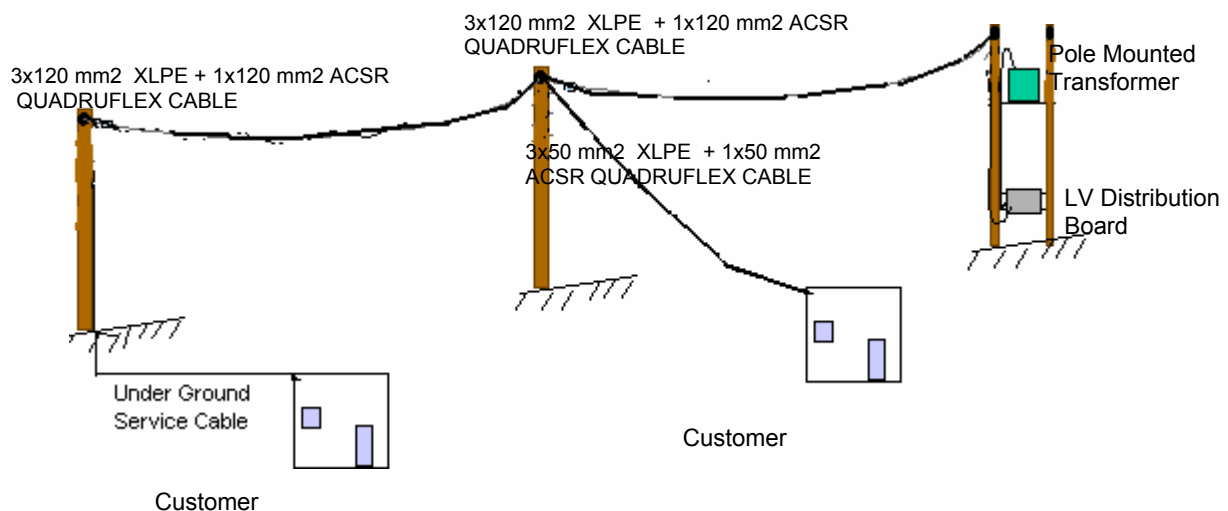 3x120 mm2 XLPE + 1x120 mm2 ACSR
QUADRUFLEX CABLE
3x120 mm2 XLPE + 1x120 mm2 ACSR
QUADRUFLEX CABLE
Pole Mounted
Transformer
3x50 mm2 XLPE + 1x50 mm2
ACSR QUADRUFLEX CABLE
LV Distribution
Board
Under Ground
Service Cable
Customer
Customer